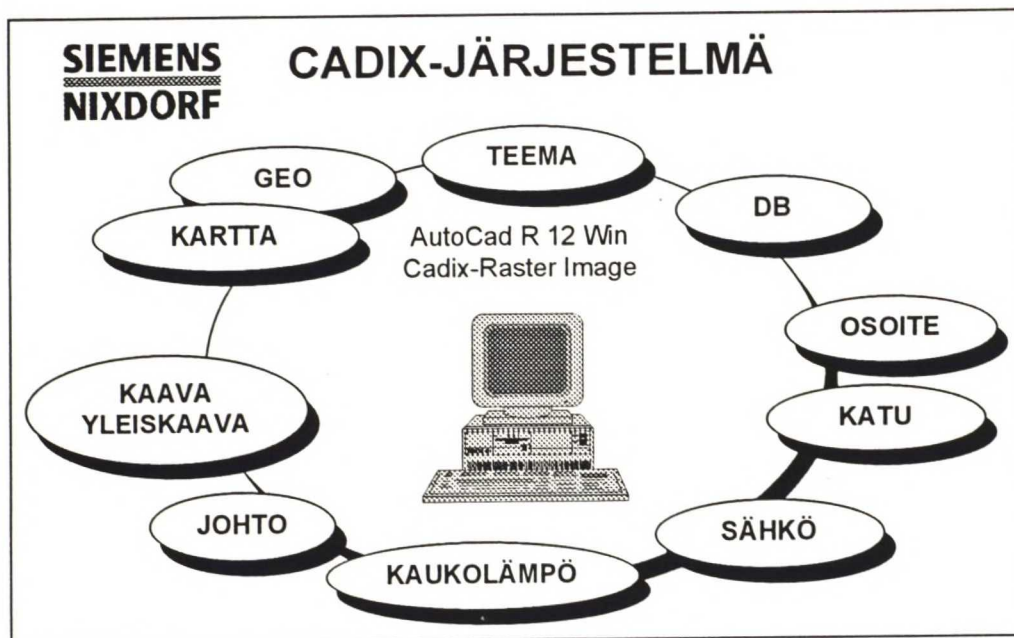 SIEMENS
NIXDORF
CADIX-JÄRJESTELMÄ
TEEMA
GEO
DB
KARTTA
AutoCad R 12 Win
Cadix-Raster Image
OSOITE
KAAVA
YLEISKAAVA
KATU
JOHTO
SÄHKÖ
KAUKOLÄMPÖ